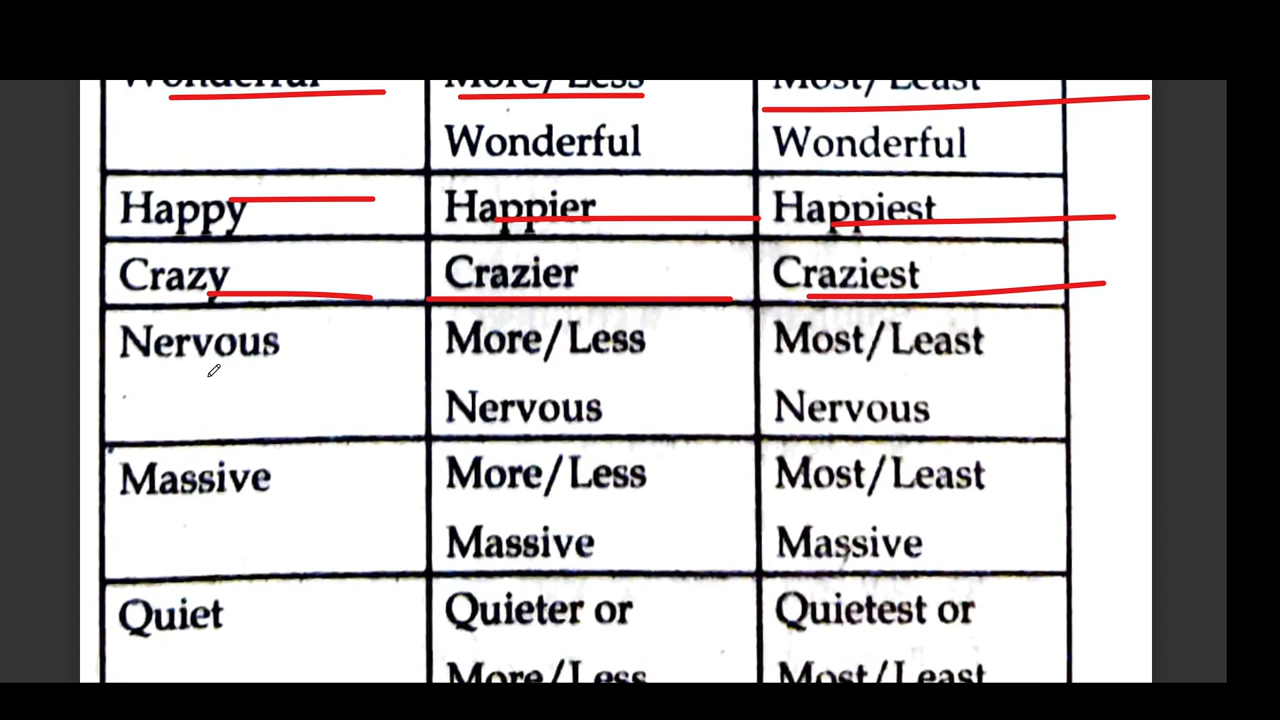 Wonderful More/Less Most/Least
Wonderful Wonderful
Happy Happier Happiest
Crazy Crazier Craziest
Nervous More/Less Most/Least
Nervous Nervous
Massive More/Less Most/Least
Massive Massive
Quiet Quieter or Quietest or
More/Less Most/Least